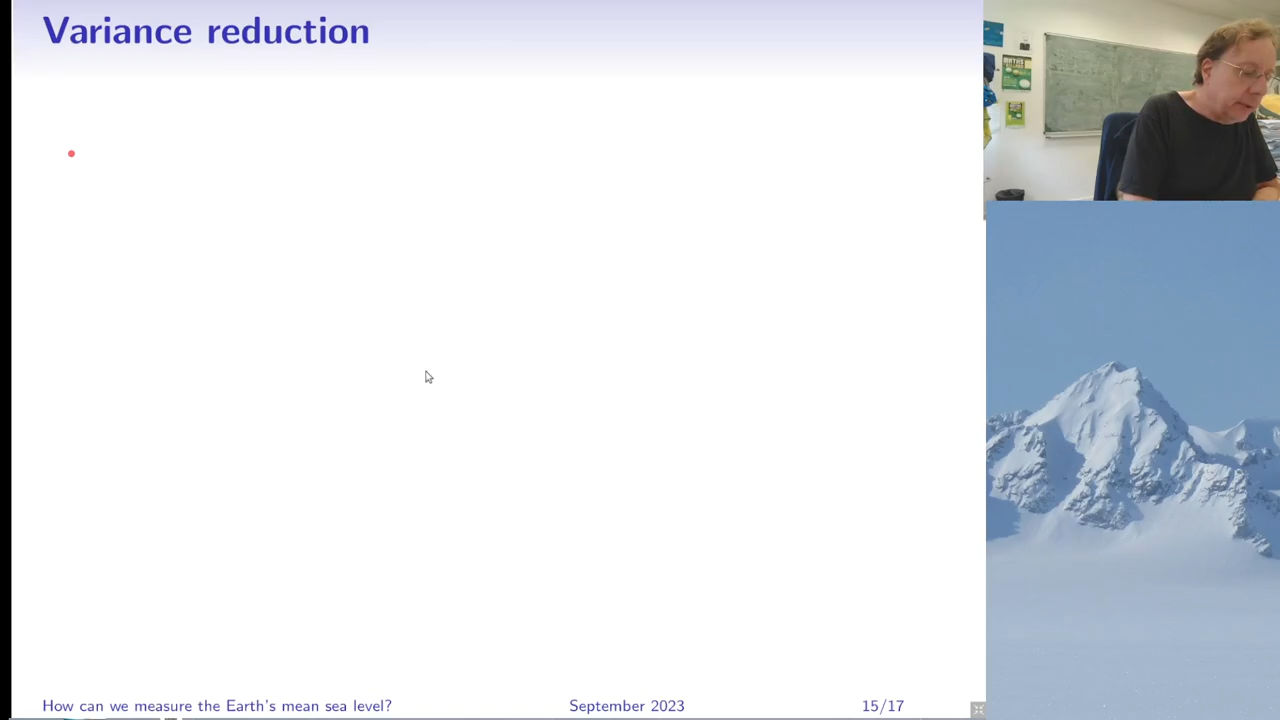 Variance reduction
How can we measure the Earth's mean sea level?
September 2023
15/17